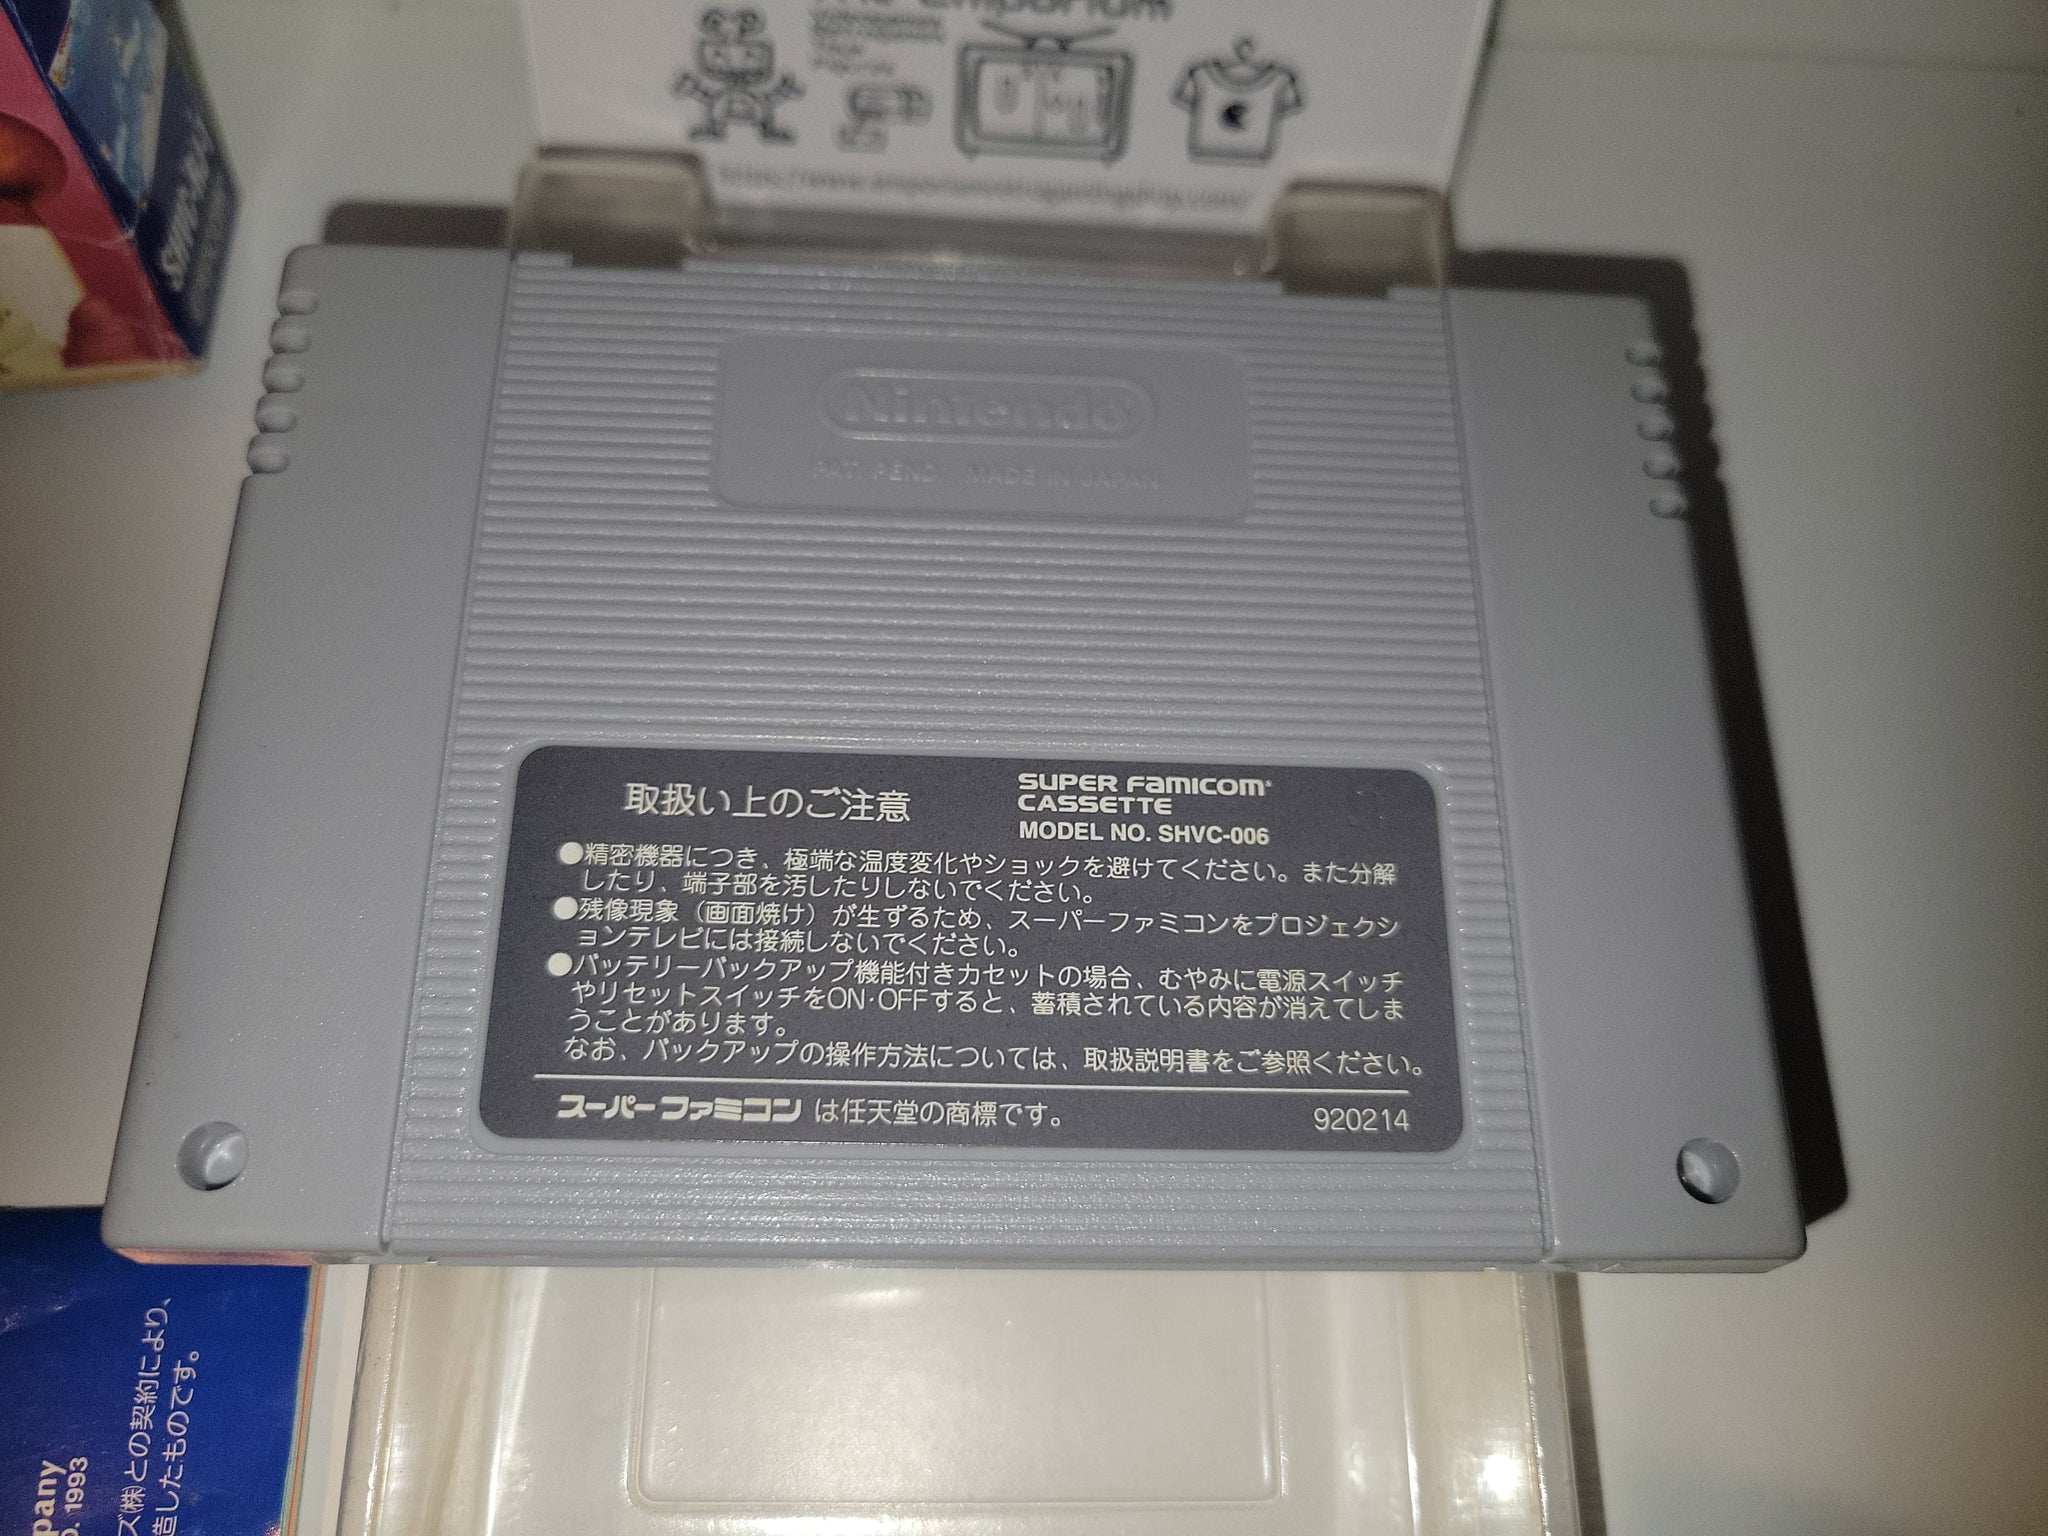 Emporium
SHVC-XV
Nintendo
PAT. PEND. MADE IN JAPAN
取扱い上のご注意
SUPER FAMICOM
CASSETTE
MODEL NO. SHVC-006
●精密機器につき、極端な温度変化やショックを避けてください。また分解
したり、端子部を汚したりしないでください。
●残像現象（画面焼け）が生ずるため、スーパーファミコンをプロジェクシ
ョンテレビには接続しないでください。
●バッテリーバックアップ機能付きカセットの場合、むやみに電源スイッチ
やリセットスイッチをON·OFFすると、蓄積されている内容が消えてしま
うことがあります。
なお、バックアップの操作方法については、取扱説明書をご参照ください。
スーパーファミコンは任天堂の商標です。
920214
ズ(株)との契約により、
造したものです。
pany
1993